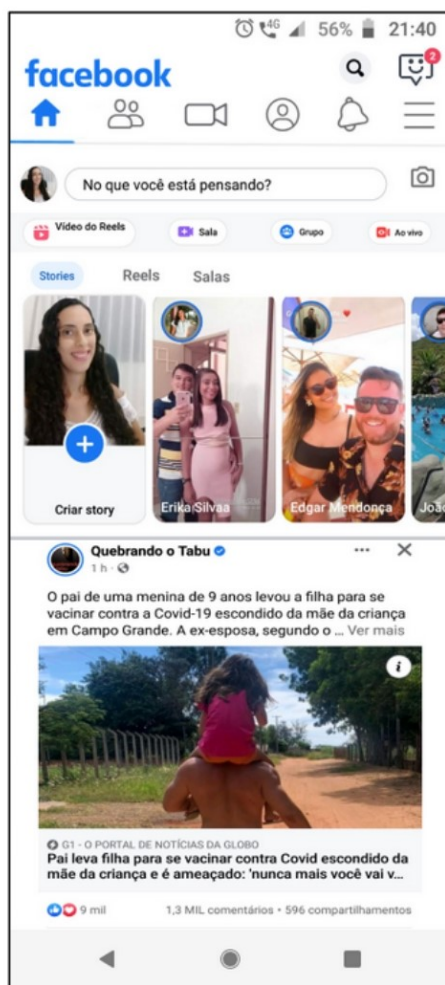 4G 56% 21:40
facebook
2
No que você está pensando?
Vídeo do Reels Sala Grupo Ao vivo
Stories Reels Salas
Criar story Erika Silvaa Edgar Mendonça Joã
Quebrando o Tabu
1 h
O pai de uma menina de 9 anos levou a filha para se
vacinar contra a Covid-19 escondido da mãe da criança
em Campo Grande. A ex-esposa, segundo o ... Ver mais
G1 - O PORTAL DE NOTÍCIAS DA GLOBO
Pai leva filha para se vacinar contra Covid escondido da
mãe da criança e é ameaçado: 'nunca mais você vai v...
9 mil 1,3 MIL comentários • 596 compartilhamentos